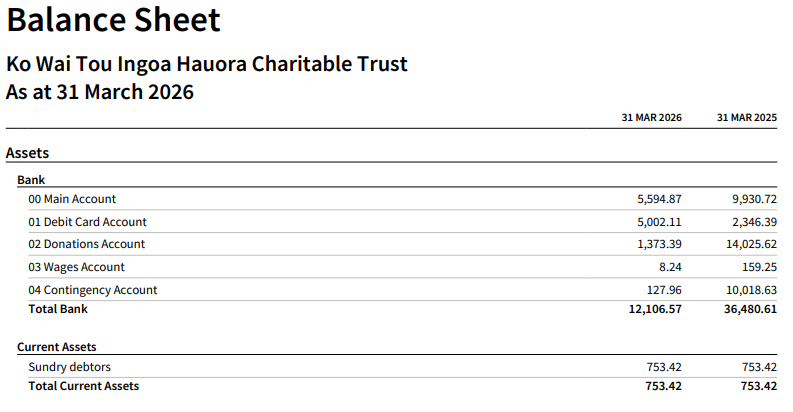 Balance Sheet
Ko Wai Tou Ingoa Hauora Charitable Trust
As at 31 March 2026
31 MAR 2026 31 MAR 2025
Assets
Bank
00 Main Account 5,594.87 9,930.72
01 Debit Card Account 5,002.11 2,346.39
02 Donations Account 1,373.39 14,025.62
03 Wages Account 8.24 159.25
04 Contingency Account 127.96 10,018.63
Total Bank 12,106.57 36,480.61
Current Assets
Sundry debtors 753.42 753.42
Total Current Assets 753.42 753.42